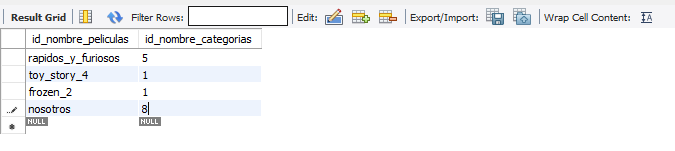 Result Grid Filter Rows: Edit: Export/Import: Wrap Cell Content: A
id_nombre_peliculas id_nombre_categorias
rapidos_y_furiosos 5
toy_story_4 1
frozen_2 1
nosotros 8
NULL NULL